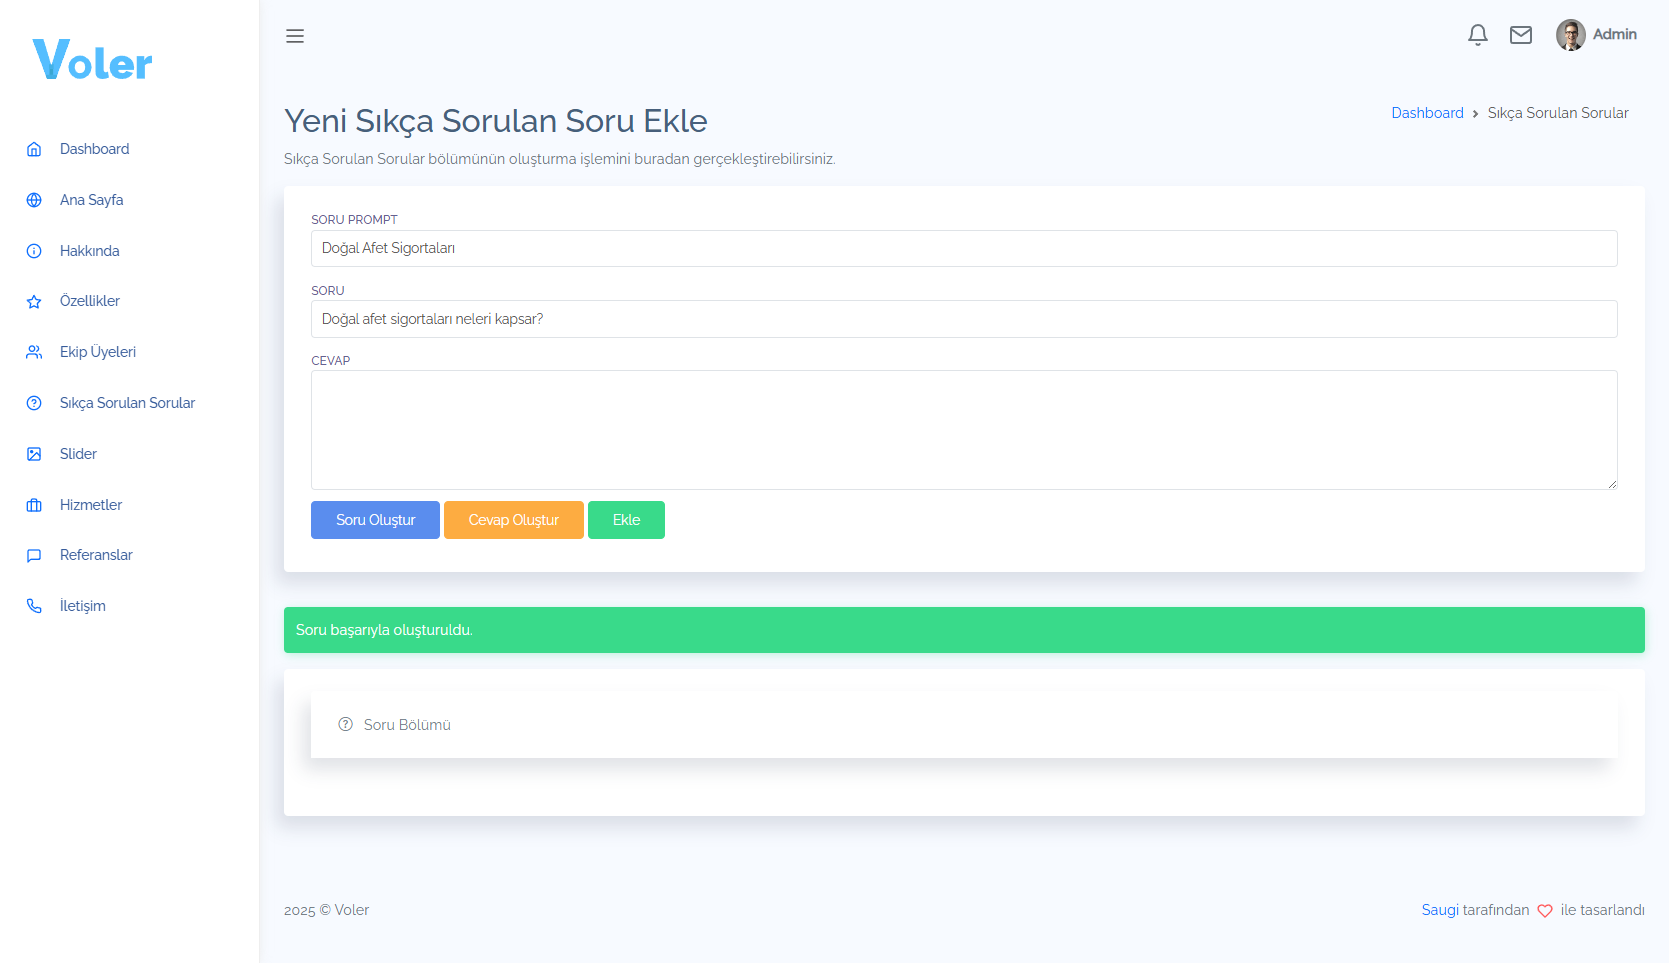 Voler
Admin
Dashboard
Ana Sayfa
Hakkında
Özellikler
Ekip Üyeleri
Sıkça Sorulan Sorular
Slider
Hizmetler
Referanslar
İletişim
Yeni Sıkça Sorulan Soru Ekle
Dashboard > Sıkça Sorulan Sorular
Sıkça Sorulan Sorular bölümünün oluşturma işlemini buradan gerçekleştirebilirsiniz.
SORU PROMPT
Doğal Afet Sigortaları
SORU
Doğal afet sigortaları neleri kapsar?
CEVAP
Soru Oluştur Cevap Oluştur Ekle
Soru başarıyla oluşturuldu.
Soru Bölümü
2025 © Voler
Saugi tarafından ile tasarlandı